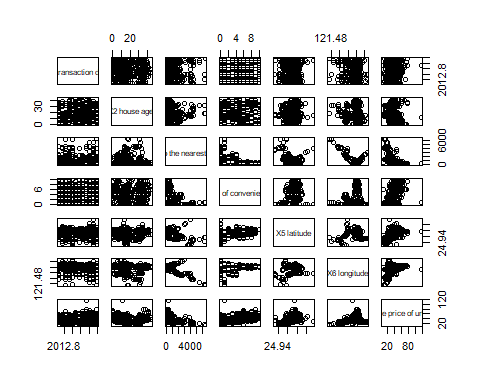 0 20 0 4 8 121.48
ransaction d
2012.8
0 30
2 house age
the nearest
0 6000
0 6
of convenie
X5 latitude
24.94
121.48
X6 longitude
e price of un
20 120
2012.8 0 4000 24.94 20 80